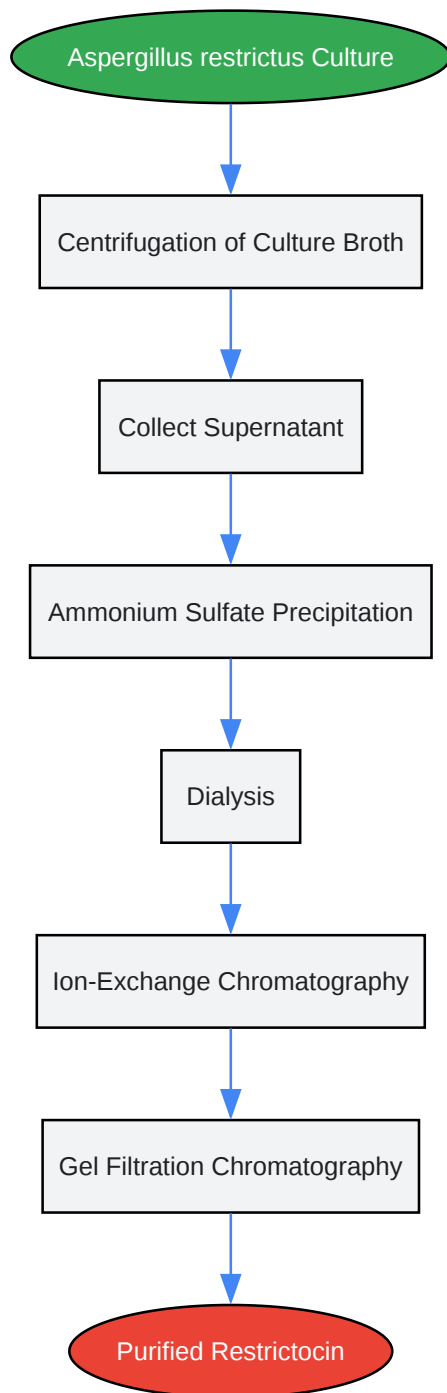 Aspergillus restrictus Culture
Centrifugation of Culture Broth
Collect Supernatant
Ammonium Sulfate Precipitation
Dialysis
Ion-Exchange Chromatography
Gel Filtration Chromatography
Purified Restrictocin